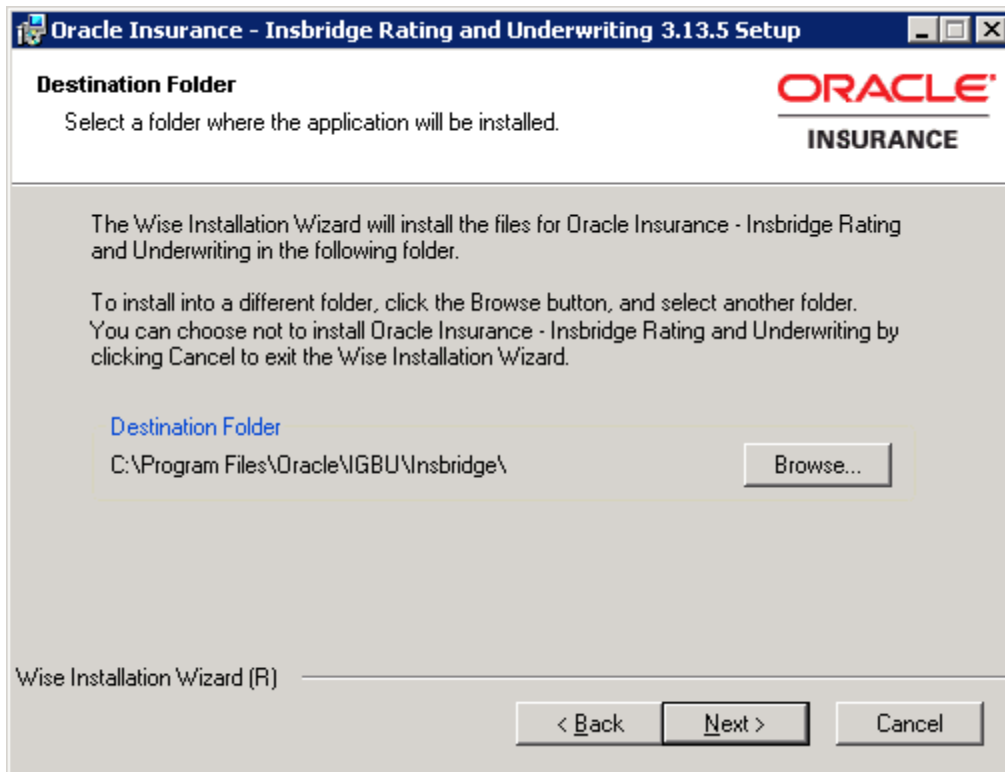 Oracle Insurance - Insbridge Rating and Underwriting 3.13.5 Setup
Destination Folder
Select a folder where the application will be installed.
ORACLE
INSURANCE
The Wise Installation Wizard will install the files for Oracle Insurance - Insbridge Rating
and Underwriting in the following folder.
To install into a different folder, click the Browse button, and select another folder.
You can choose not to install Oracle Insurance - Insbridge Rating and Underwriting by
clicking Cancel to exit the Wise Installation Wizard.
Destination Folder
C:\Program Files\Oracle\IGBU\Insbridge\
Browse...
Wise Installation Wizard (R)
< Back
Next >
Cancel